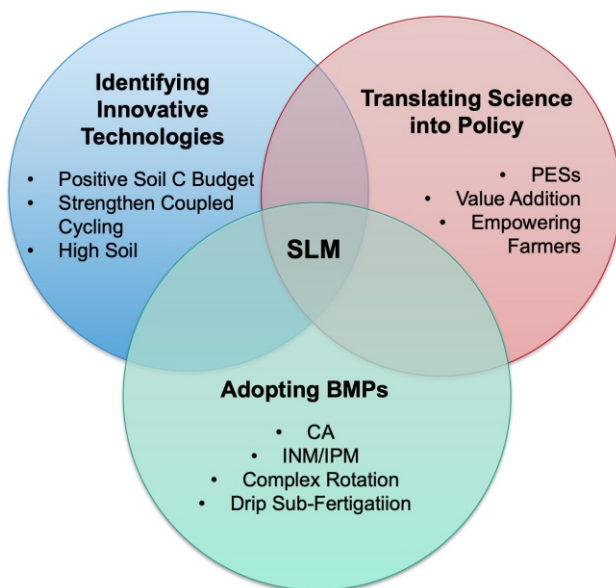 Identifying
Innovative
Technologies
• Positive Soil C Budget
• Strengthen Coupled
Cycling
• High Soil
Translating Science
into Policy
• PESs
• Value Addition
• Empowering
Farmers
SLM
Adopting BMPs
• CA
• INM/IPM
• Complex Rotation
• Drip Sub-Fertigatiion